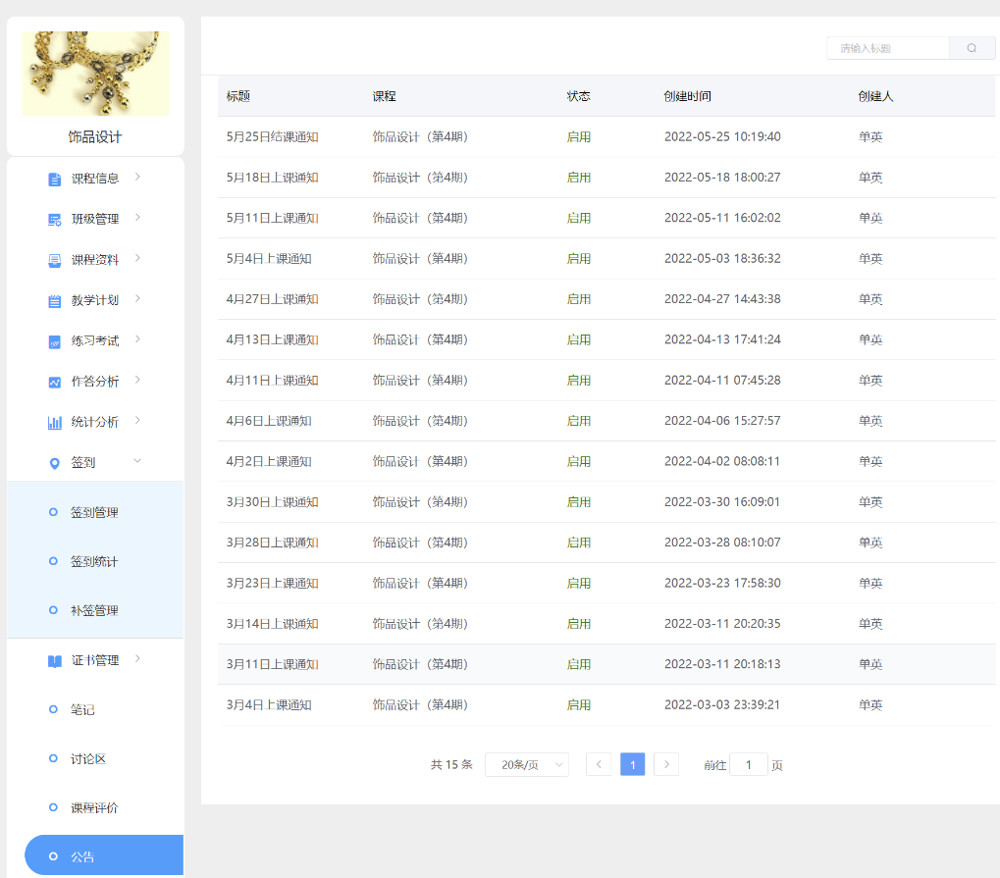 饰品设计
课程信息
班级管理
课程资料
教学计划
练习考试
作答分析
统计分析
签到
签到管理
签到统计
补签管理
证书管理
笔记
讨论区
课程评价
公告
请输入标题
标题 课程 状态 创建时间 创建人
5月25日结课通知 饰品设计（第4期） 启用 2022-05-25 10:19:40 单英
5月18日上课通知 饰品设计（第4期） 启用 2022-05-18 18:00:27 单英
5月11日上课通知 饰品设计（第4期） 启用 2022-05-11 16:02:02 单英
5月4日上课通知 饰品设计（第4期） 启用 2022-05-03 18:36:32 单英
4月27日上课通知 饰品设计（第4期） 启用 2022-04-27 14:43:38 单英
4月13日上课通知 饰品设计（第4期） 启用 2022-04-13 17:41:24 单英
4月11日上课通知 饰品设计（第4期） 启用 2022-04-11 07:45:28 单英
4月6日上课通知 饰品设计（第4期） 启用 2022-04-06 15:27:57 单英
4月2日上课通知 饰品设计（第4期） 启用 2022-04-02 08:08:11 单英
3月30日上课通知 饰品设计（第4期） 启用 2022-03-30 16:09:01 单英
3月28日上课通知 饰品设计（第4期） 启用 2022-03-28 08:10:07 单英
3月23日上课通知 饰品设计（第4期） 启用 2022-03-23 17:58:30 单英
3月14日上课通知 饰品设计（第4期） 启用 2022-03-11 20:20:35 单英
3月11日上课通知 饰品设计（第4期） 启用 2022-03-11 20:18:13 单英
3月4日上课通知 饰品设计（第4期） 启用 2022-03-03 23:39:21 单英
共 15 条 20条/页 1 前往 1 页